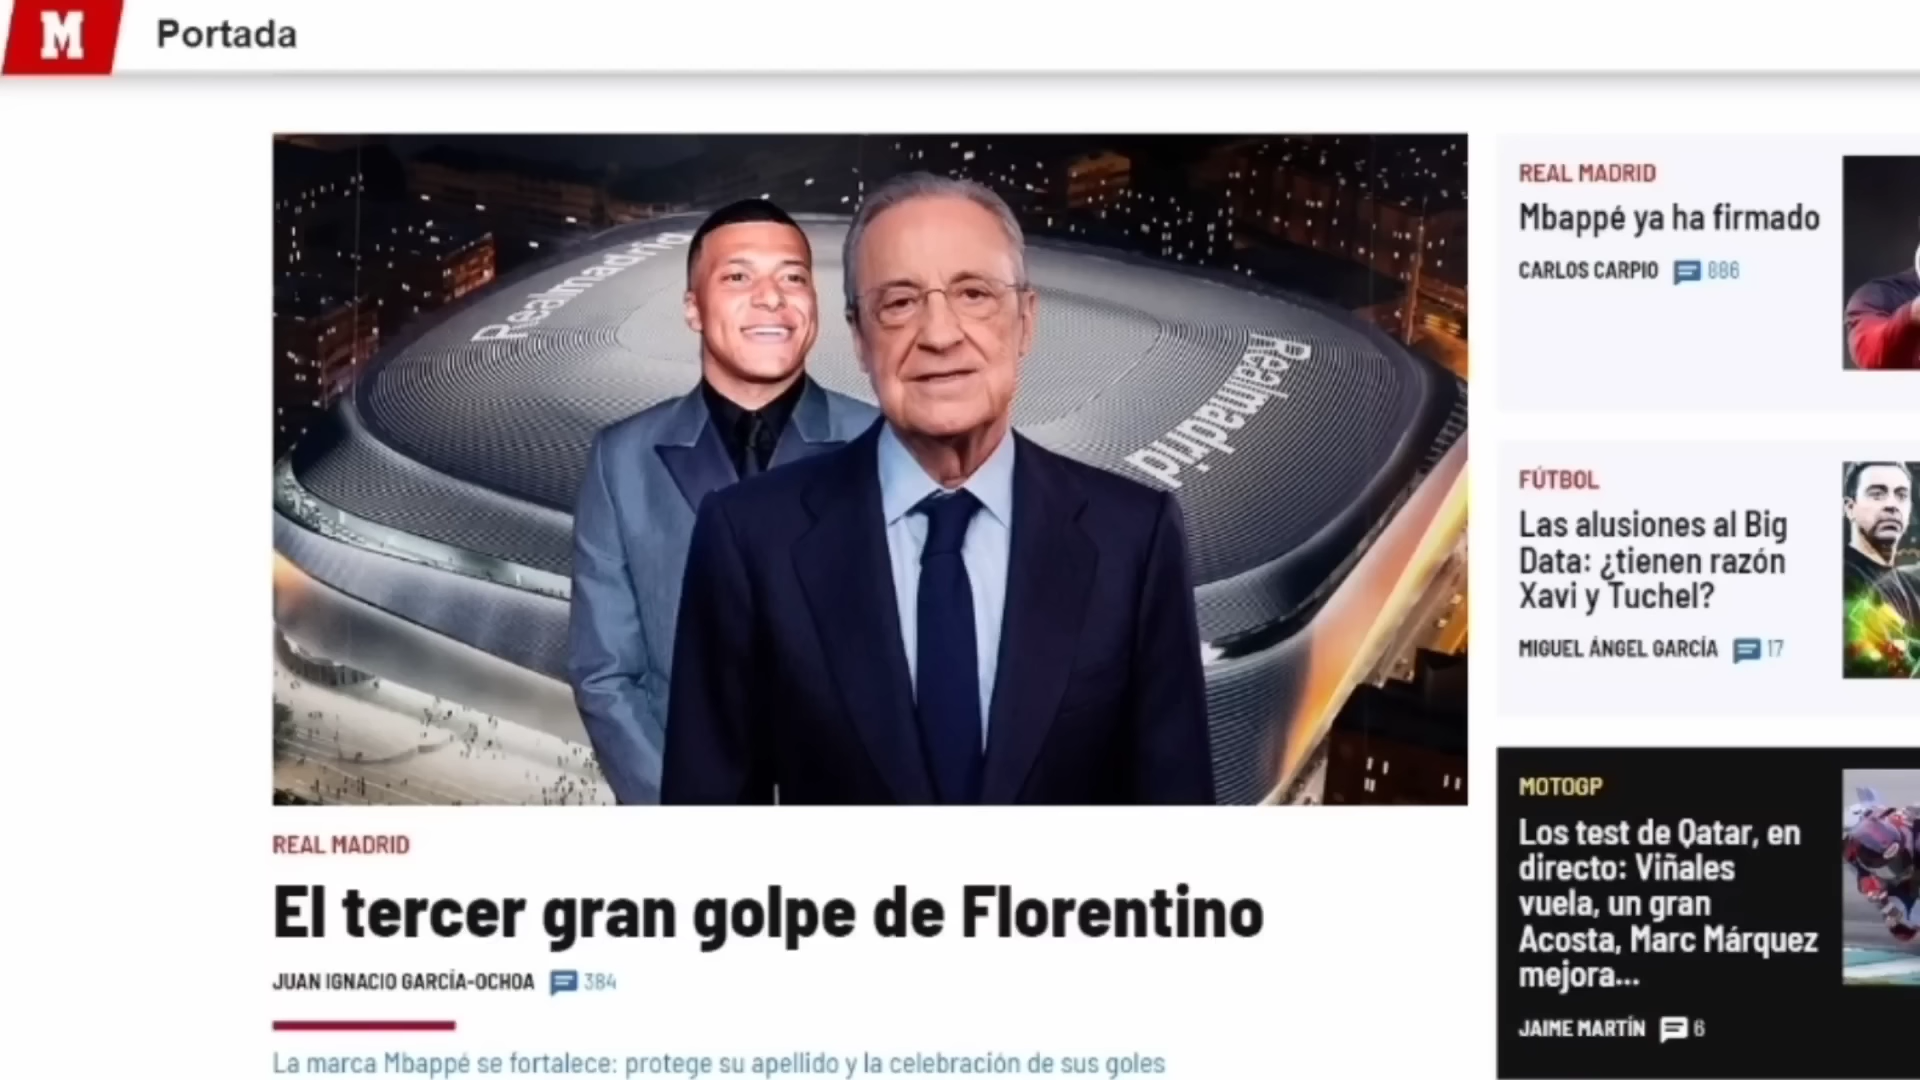 M
Portada
Realmadrid
Realmadrid
REAL MADRID
El tercer gran golpe de Florentino
JUAN IGNACIO GARCÍA-OCHOA 384
La marca Mbappé se fortalece: protege su apellido y la celebración de sus goles
REAL MADRID
Mbappé ya ha firmado
CARLOS CARPIO 886
FÚTBOL
Las alusiones al Big
Data: ¿tienen razón
Xavi y Tuchel?
MIGUEL ÁNGEL GARCÍA 17
MOTOGP
Los test de Qatar, en
directo: Viñales
vuela, un gran
Acosta, Marc Márquez
mejora...
JAIME MARTÍN 6